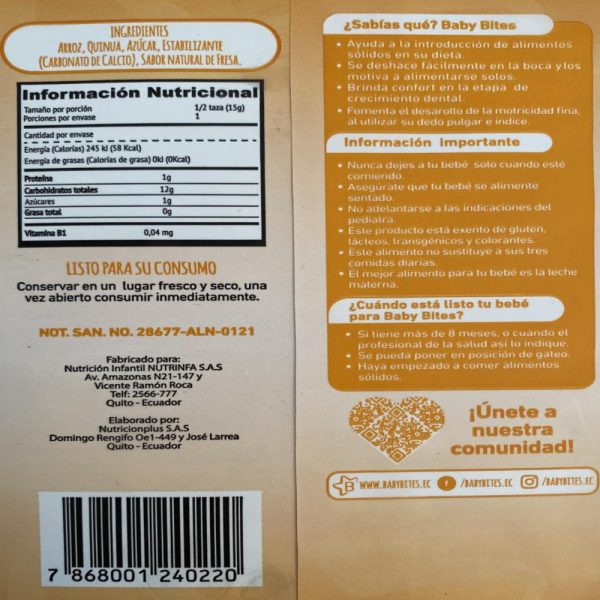 INGREDIENTES
ARROZ, QUINUA, AZÚCAR, ESTABILIZANTE
(CARBONATO DE CALCIO), SABOR NATURAL DE FRESA.
Información Nutricional
Tamaño por porción 1/2 taza (15g)
Porciones por envase 1
Cantidad por envase
Energía (Calorías) 245 kl (58 Kcal)
Energía de grasas (Calorías de grasa) 0kl (0Kcal)
Proteína 1g
Carbohidratos totales 12g
Azúcares 1g
Grasa total 0g
Vitamina B1 0,04 mg
LISTO PARA SU CONSUMO
Conservar en un lugar fresco y seco, una
vez abierto consumir inmediatamente.
NOT. SAN. NO. 28677-ALN-0121
Fabricado para:
Nutrición Infantil NUTRINFA S.A.S
Av. Amazonas N21-147 y
Vicente Ramón Roca
Telf: 2566-777
Quito - Ecuador
Elaborado por:
Nutricionplus S.A.S
Domingo Rengifo Oe1-449 y José Larrea
Quito - Ecuador
7 868001 240220
¿Sabías qué? Baby Bites
• Ayuda a la introducción de alimentos
sólidos en su dieta.
• Se deshace fácilmente en la boca y los
motiva a alimentarse solos.
• Brinda confort en la etapa de
crecimiento dental.
• Fomenta el desarollo de la motricidad fina,
al utilizar su dedo pulgar e indice.
Información Importante
• Nunca dejes a tu bebé solo cuando esté
comiendo.
• Asegúrate que tu bebé se alimente
sentado.
• No adelantarse a las indicaciones del
pediatra.
• Este producto está exento de gluten,
lácteos, transgénicos y colorantes.
• Este alimento no sustituye a sus tres
comidas diarias.
• El mejor alimento para tu bebé es la leche
materna.
¿Cuándo está listo tu bebé
para Baby Bites?
• Si tiene más de 8 meses, o cuando el
profesional de la salud así lo indique.
• Se pueda poner en posición de gateo.
• Haya empezado a comer alimentos
sólidos.
¡Únete a
nuestra
comunidad!
B WWW.BABYBITES.EC f /BABYBITES.EC /BABYBITES.EC